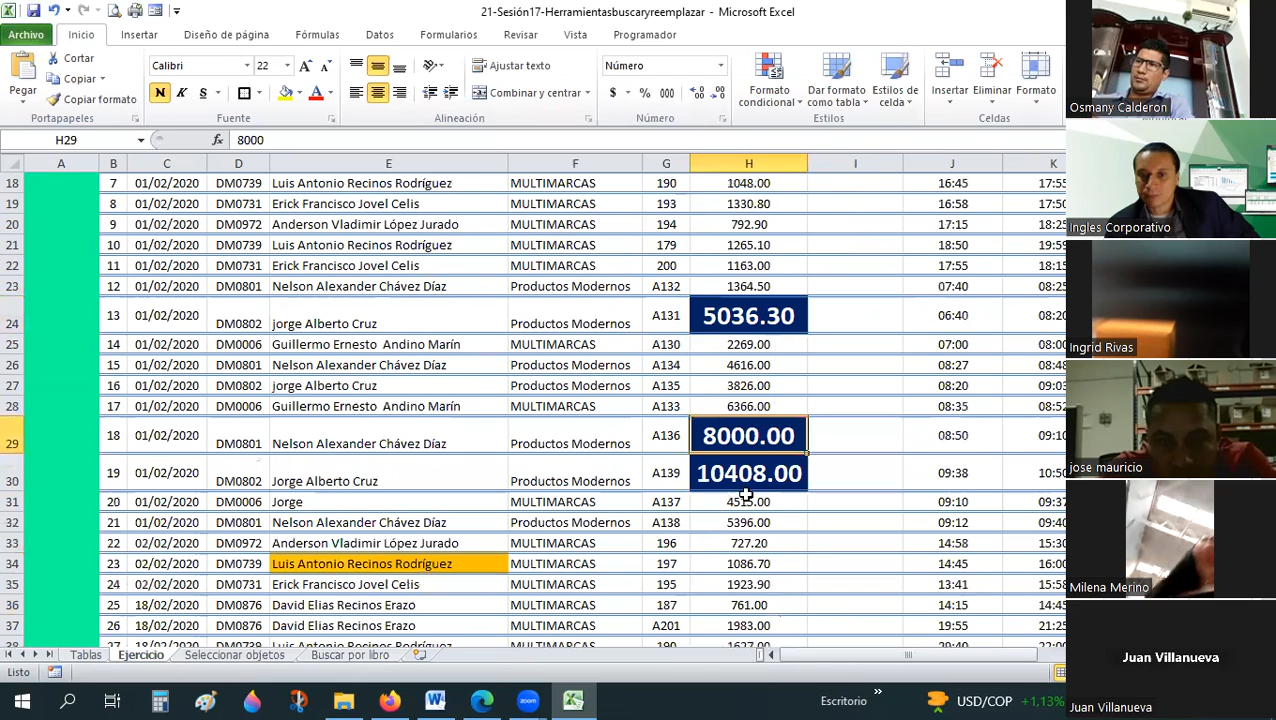 21-Sesión17-Herramientasbuscaryreemplazar - Microsoft Excel
Archivo Inicio Insertar Diseño de página Fórmulas Datos Formularios Revisar Vista Programador
Pegar
Cortar
Copiar
Copiar formato
Portapapeles
Calibri 22
N K S
Fuente
Ajustar texto
Combinar y centrar
Alineación
Número
$ % 000
Número
Formato condicional
Dar formato como tabla
Estilos de celda
Estilos
Insertar Eliminar Formato
Celdas
H29 fx 8000
A B C D E F G H I J K
18 7 01/02/2020 DM0739 Luis Antonio Recinos Rodríguez MULTIMARCAS 190 1048.00 16:45 17:55
19 8 01/02/2020 DM0731 Erick Francisco Jovel Celis MULTIMARCAS 193 1330.80 16:58 17:50
20 9 01/02/2020 DM0972 Anderson Vladimir López Jurado MULTIMARCAS 194 792.90 17:15 18:25
21 10 01/02/2020 DM0739 Luis Antonio Recinos Rodríguez MULTIMARCAS 179 1265.10 18:50 19:59
22 11 01/02/2020 DM0731 Erick Francisco Jovel Celis MULTIMARCAS 200 1163.00 17:55 18:15
23 12 01/02/2020 DM0801 Nelson Alexander Chávez Díaz Productos Modernos A132 1364.50 07:40 08:25
24 13 01/02/2020 DM0802 jorge Alberto Cruz Productos Modernos A131 5036.30 06:40 08:20
25 14 01/02/2020 DM0006 Guillermo Ernesto Andino Marín MULTIMARCAS A130 2269.00 07:00 08:00
26 15 01/02/2020 DM0801 Nelson Alexander Chávez Díaz Productos Modernos A134 4616.00 08:27 08:48
27 16 01/02/2020 DM0802 jorge Alberto Cruz Productos Modernos A135 3826.00 08:20 09:03
28 17 01/02/2020 DM0006 Guillermo Ernesto Andino Marín MULTIMARCAS A133 6366.00 08:35 08:52
29 18 01/02/2020 DM0801 Nelson Alexander Chávez Díaz Productos Modernos A136 8000.00 08:50 09:10
30 19 01/02/2020 DM0802 Jorge Alberto Cruz Productos Modernos A139 10408.00 09:38 10:50
31 20 01/02/2020 DM0006 Jorge MULTIMARCAS A137 09:10 09:37
32 21 01/02/2020 DM0801 Nelson Alexander Chávez Díaz Productos Modernos A138 5396.00 09:12 09:40
33 22 02/02/2020 DM0972 Anderson Vladimir López Jurado MULTIMARCAS 196 727.20 14:58 15:30
34 23 02/02/2020 DM0739 Luis Antonio Recinos Rodríguez MULTIMARCAS 197 1086.70 14:45 16:00
35 24 02/02/2020 DM0731 Erick Francisco Jovel Celis MULTIMARCAS 195 1923.90 13:41 15:58
36 25 18/02/2020 DM0876 David Elias Recinos Erazo MULTIMARCAS 187 761.00 14:15 14:45
37 26 18/02/2020 DM0876 David Elias Recinos Erazo MULTIMARCAS A201 1983.00 19:55 21:25
Tablas Ejercicio Seleccionar objetos Buscar por libro
Listo
Escritorio » USD/COP +1,13%
zoom
Osmany Calderon
Ingles Corporativo
Ingrid Rivas
jose mauricio
Milena Merino
Juan Villanueva
Juan Villanueva